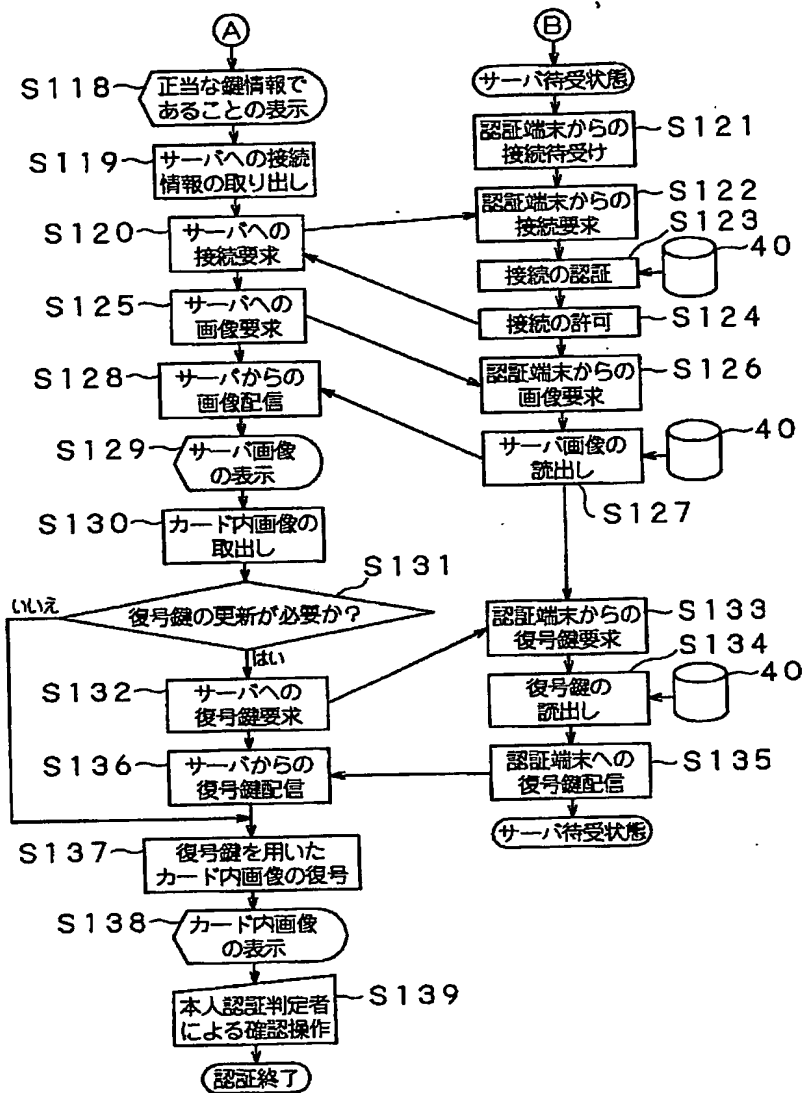 A
S118
正当な鍵情報で
あることの表示
S119
サーバへの接続
情報の取り出し
S120
サーバへの
接続要求
S125
サーバへの
画像要求
S128
サーバからの
画像配信
S129
サーバ画像
の表示
S130
カード内画像の
取出し
S131
復号鍵の更新が必要か?
いいえ
はい
S132
サーバへの
復号鍵要求
S136
サーバからの
復号鍵配信
S137
復号鍵を用いた
カード内画像の復号
S138
カード内画像
の表示
S139
本人認証判定者
による確認操作
認証終了
B
サーバ待受状態
認証端末からの
接続待受け
S121
認証端末からの
接続要求
S122
S123
接続の認証
40
接続の許可
S124
認証端末からの
画像要求
S126
サーバ画像の
読出し
40
S127
認証端末からの
復号鍵要求
S133
S134
復号鍵の
読出し
40
認証端末への
復号鍵配信
S135
サーバ待受状態